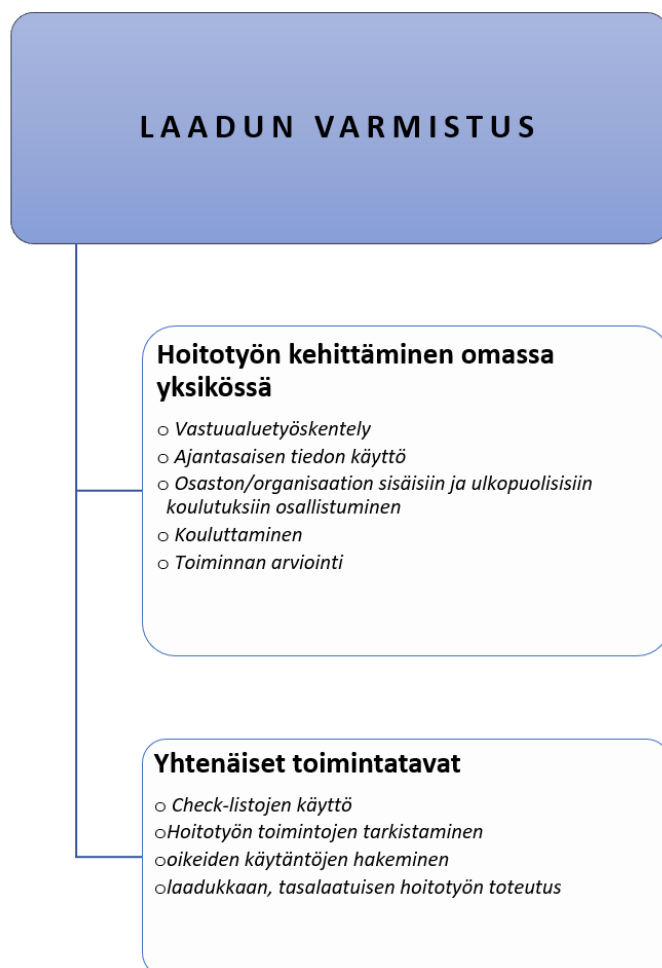 LAADUN VARMISTUS
Hoitotyön kehittäminen omassa
yksikössä
o Vastuualuetyöskentely
o Ajantasaisen tiedon käyttö
o Osaston/organisaation sisäisiin ja ulkopuolisisiin
koulutuksiin osallistuminen
o Kouluttaminen
o Toiminnan arviointi
Yhtenäiset toimintatavat
o Check-listojen käyttö
oHoitotyön toimintojen tarkistaminen
ooikeiden käytäntöjen hakeminen
olaadukkaan, tasalaatuisen hoitotyön toteutus